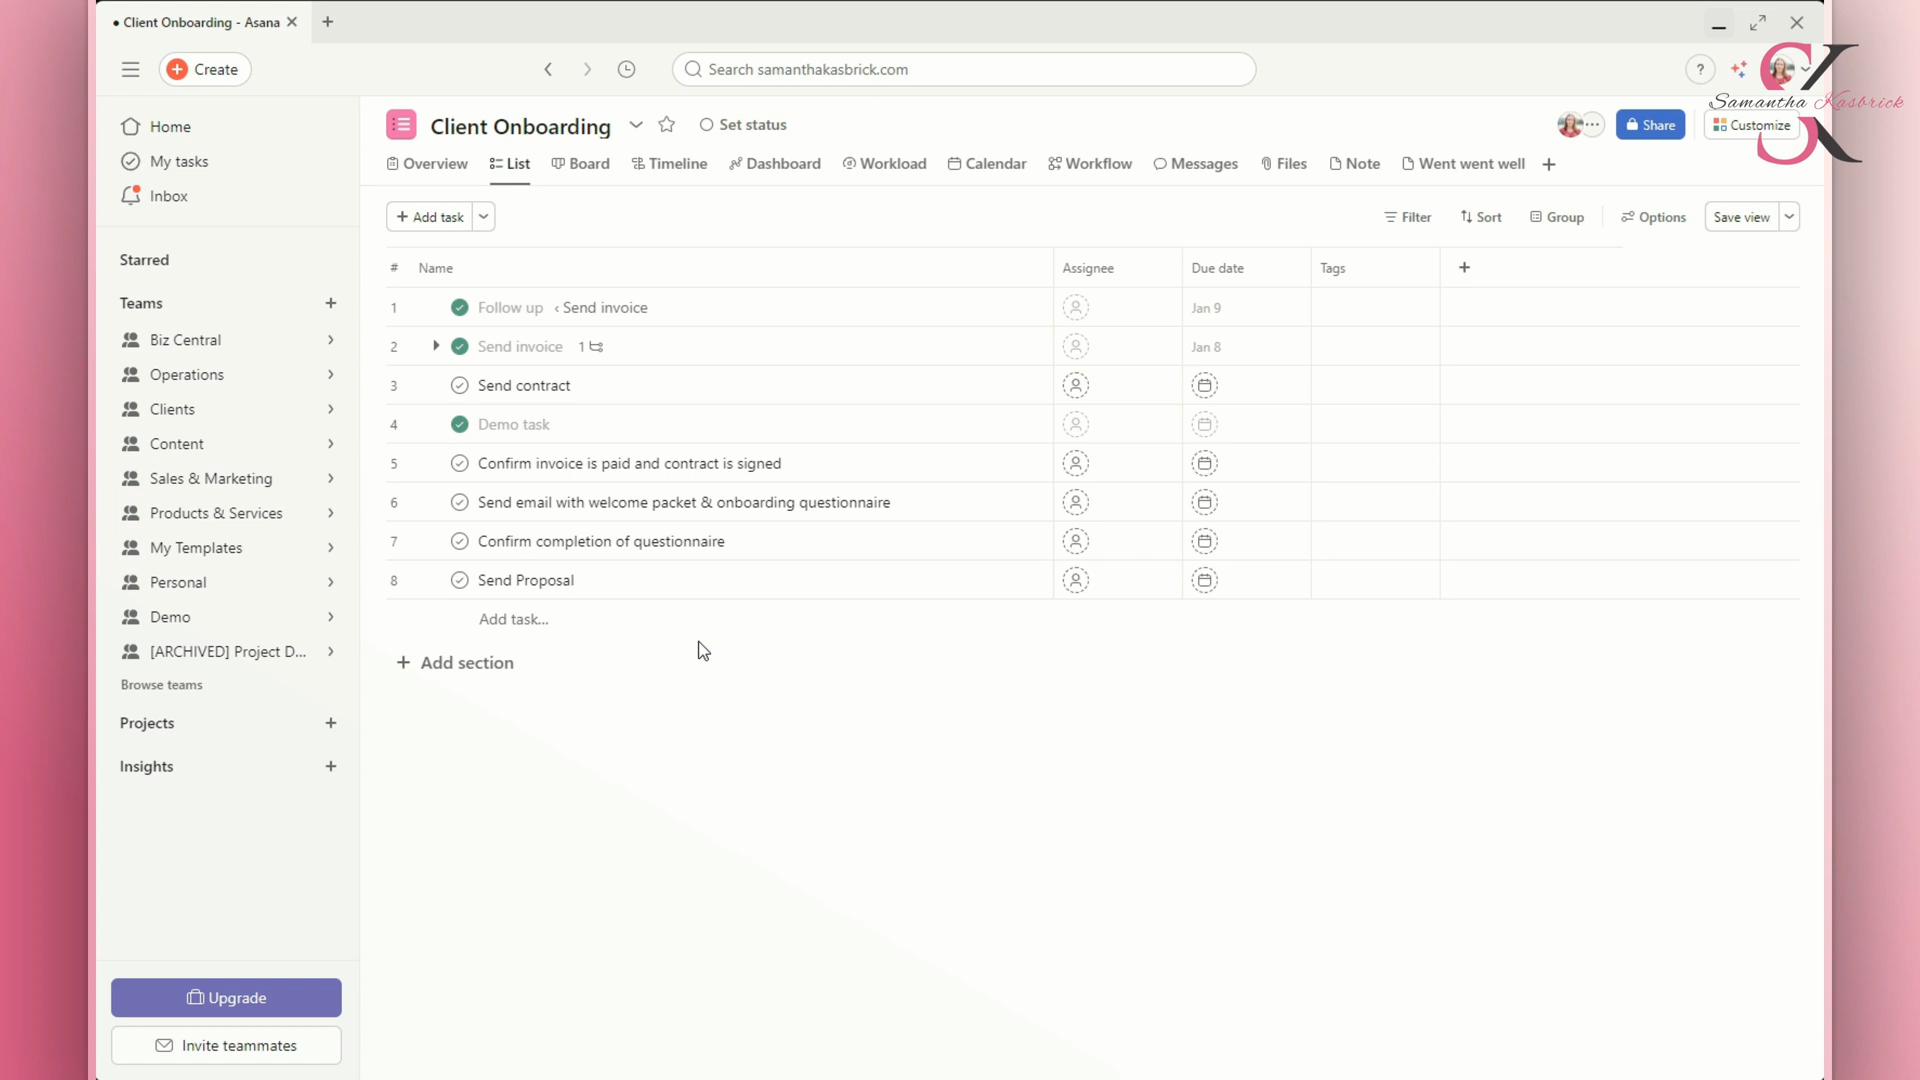 Client Onboarding - Asana
Create
Search samanthakasbrick.com
?
Samantha Kasbrick
Home
My tasks
Inbox
Starred
Teams
Biz Central
Operations
Clients
Content
Sales & Marketing
Products & Services
My Templates
Personal
Demo
[ARCHIVED] Project D...
Browse teams
Projects
Insights
Upgrade
Invite teammates
Client Onboarding
Set status
Share
Customize
Overview List Board Timeline Dashboard Workload Calendar Workflow Messages Files Note Went went well
Add task
Filter Sort Group Options Save view
# Name Assignee Due date Tags
1 Follow up ‹ Send invoice Jan 9
2 Send invoice 1 Jan 8
3 Send contract
4 Demo task
5 Confirm invoice is paid and contract is signed
6 Send email with welcome packet & onboarding questionnaire
7 Confirm completion of questionnaire
8 Send Proposal
Add task...
Add section